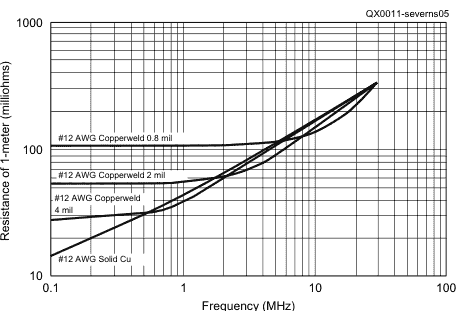 QX0011-severns05
1000
100
10
Resistance of 1-meter (milliohms)
#12 AWG Copperweld 0.8 mil
#12 AWG Copperweld 2 mil
#12 AWG Copperweld
4 mil
#12 AWG Solid Cu
0.1
1
10
100
Frequency (MHz)